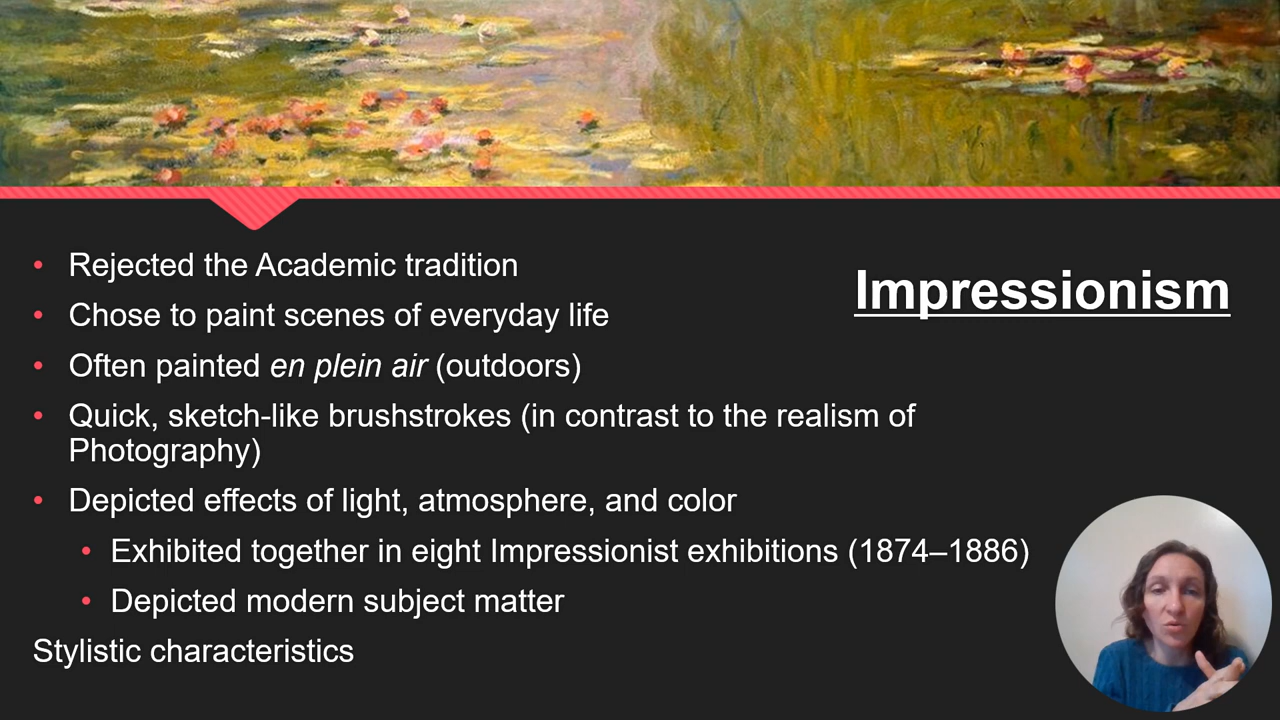 Impressionism
• Rejected the Academic tradition
• Chose to paint scenes of everyday life
• Often painted en plein air (outdoors)
• Quick, sketch-like brushstrokes (in contrast to the realism of
Photography)
• Depicted effects of light, atmosphere, and color
• Exhibited together in eight Impressionist exhibitions (1874–1886)
• Depicted modern subject matter
Stylistic characteristics